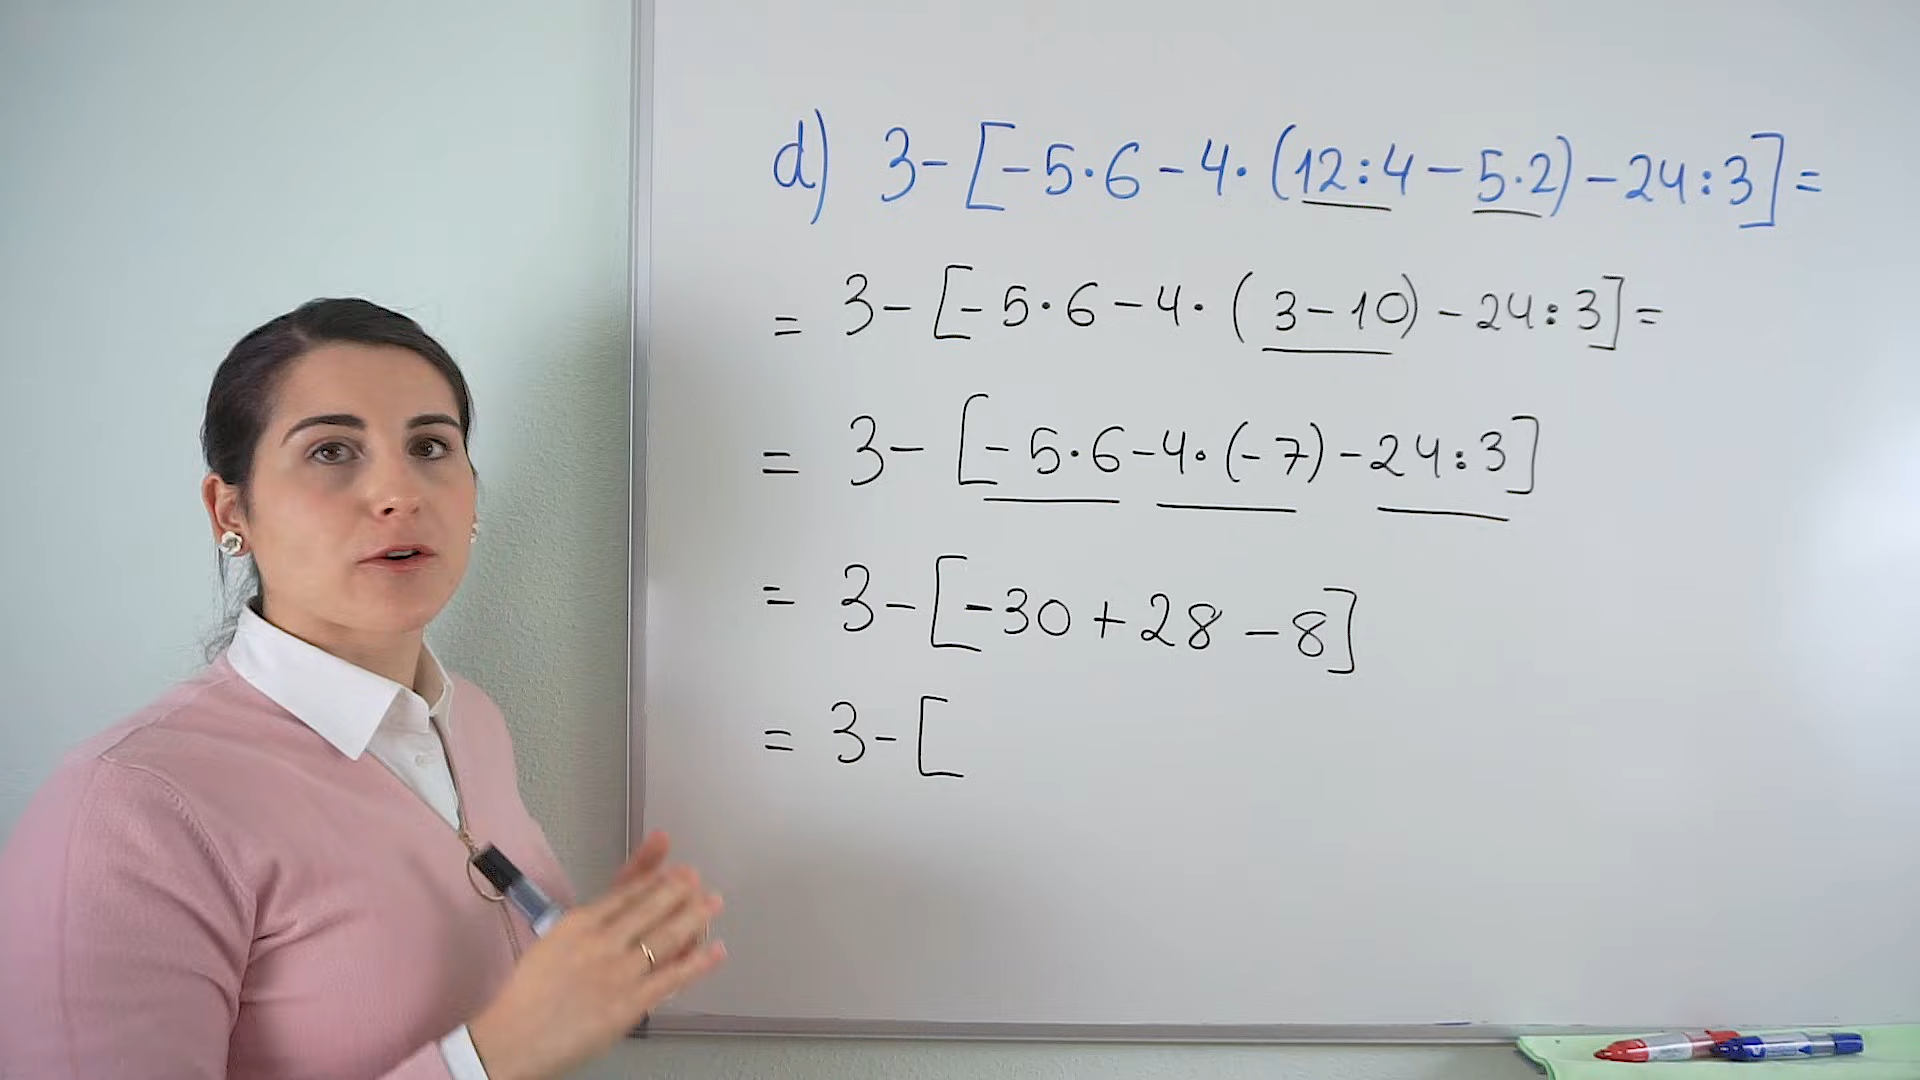 d) 3-[-5·6-4·(12:4-5·2)-24:3]=
= 3-[-5·6-4·(3-10)-24:3]=
= 3-[-5·6-4·(-7)-24:3]
= 3-[-30+28-8]
= 3-[